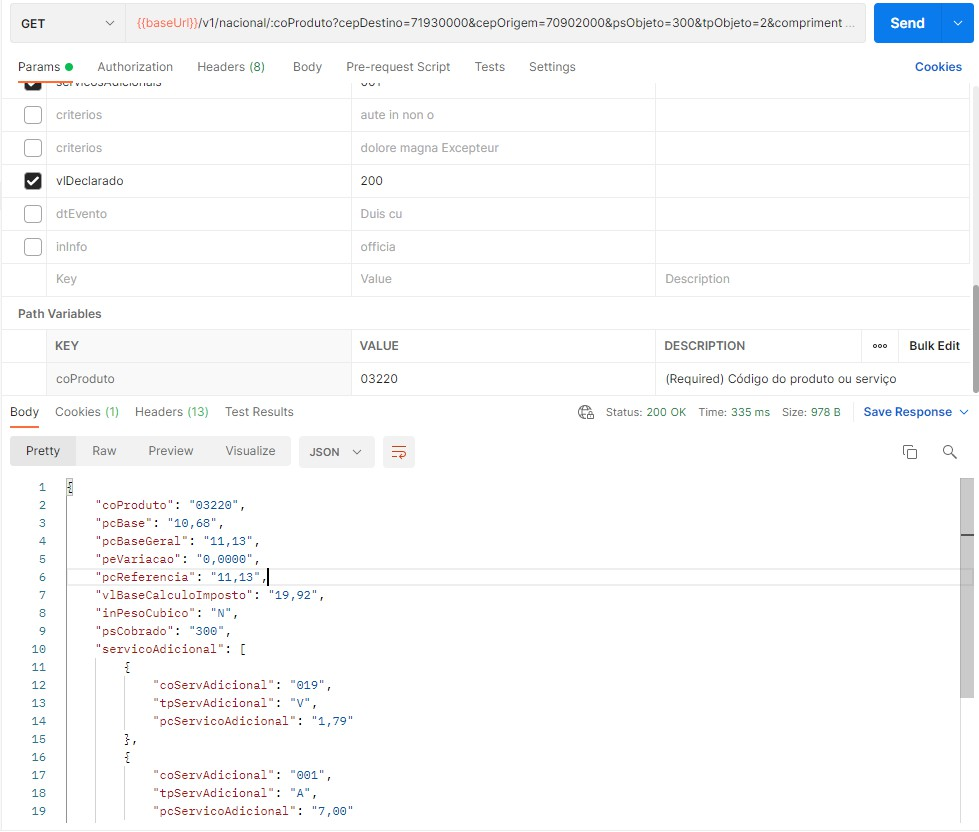 GET {{baseUrl}}/v1/nacional/:coProduto?cepDestino=71930000&cepOrigem=70902000&psObjeto=300&tpObjeto=2&compriment ... Send
Params Authorization Headers (8) Body Pre-request Script Tests Settings Cookies
servicosAdicionais 001
criterios aute in non o
criterios dolore magna Excepteur
vlDeclarado 200
dtEvento Duis cu
inInfo officia
Key Value Description
Path Variables
KEY VALUE DESCRIPTION ooo Bulk Edit
coProduto 03220 (Required) Código do produto ou serviço
Body Cookies (1) Headers (13) Test Results Status: 200 OK Time: 335 ms Size: 978 B Save Response
Pretty Raw Preview Visualize JSON
1 {
2 "coProduto": "03220",
3 "pcBase": "10,68",
4 "pcBaseGeral": "11,13",
5 "peVariacao": "0,0000",
6 "pcReferencia": "11,13",
7 "vlBaseCalculoImposto": "19,92",
8 "inPesoCubico": "N",
9 "psCobrado": "300",
10 "servicoAdicional": [
11 {
12 "coServAdicional": "019",
13 "tpServAdicional": "V",
14 "pcServicoAdicional": "1,79"
15 },
16 {
17 "coServAdicional": "001",
18 "tpServAdicional": "A",
19 "pcServicoAdicional": "7,00"